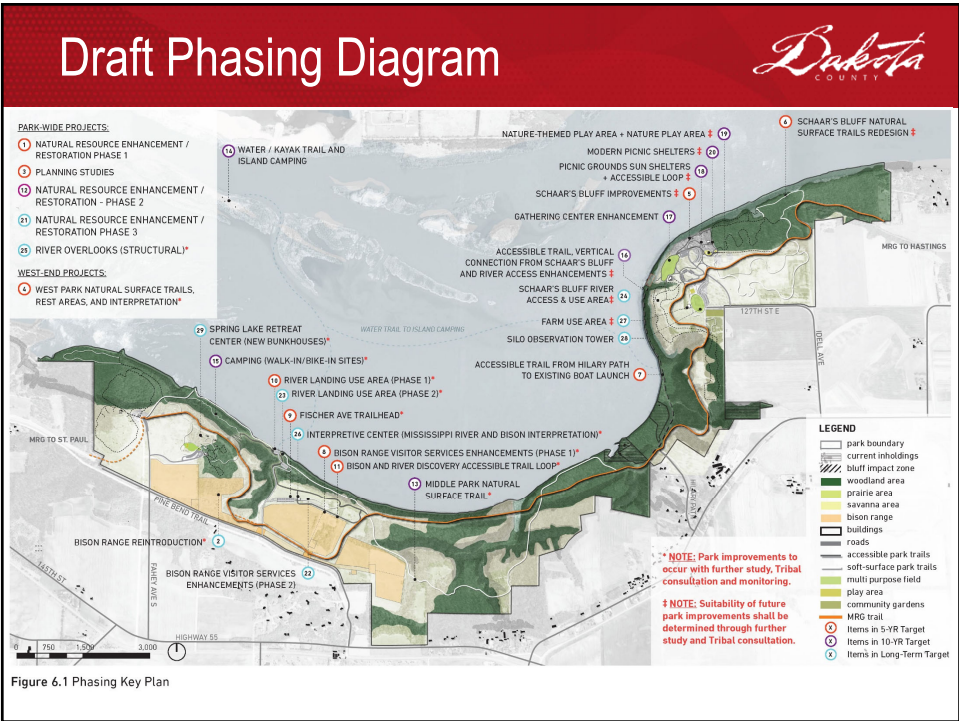 Draft Phasing Diagram
Dakota
COUNTY
PARK-WIDE PROJECTS:
1 NATURAL RESOURCE ENHANCEMENT /
RESTORATION PHASE 1
3 PLANNING STUDIES
12 NATURAL RESOURCE ENHANCEMENT /
RESTORATION - PHASE 2
21 NATURAL RESOURCE ENHANCEMENT /
RESTORATION PHASE 3
25 RIVER OVERLOOKS (STRUCTURAL)*
WEST-END PROJECTS:
4 WEST PARK NATURAL SURFACE TRAILS,
REST AREAS, AND INTERPRETATION*
14 WATER / KAYAK TRAIL AND
ISLAND CAMPING
NATURE-THEMED PLAY AREA + NATURE PLAY AREA ‡ 19
MODERN PICNIC SHELTERS ‡ 20
PICNIC GROUNDS SUN SHELTERS
+ ACCESSIBLE LOOP ‡ 18
SCHAAR'S BLUFF IMPROVEMENTS ‡ 5
GATHERING CENTER ENHANCEMENT 17
6 SCHAAR'S BLUFF NATURAL
SURFACE TRAILS REDESIGN ‡
ACCESSIBLE TRAIL, VERTICAL
CONNECTION FROM SCHAAR'S BLUFF 16
AND RIVER ACCESS ENHANCEMENTS ‡
SCHAAR'S BLUFF RIVER
ACCESS & USE AREA‡ 24
FARM USE AREA ‡ 27
SILO OBSERVATION TOWER 28
ACCESSIBLE TRAIL FROM HILARY PATH
TO EXISTING BOAT LAUNCH 7
MRG TO HASTINGS
127TH ST E
IDELL AVE
WATER TRAIL TO ISLAND CAMPING
29 SPRING LAKE RETREAT
CENTER (NEW BUNKHOUSES)*
15 CAMPING (WALK-IN/BIKE-IN SITES)*
10 RIVER LANDING USE AREA (PHASE 1)*
23 RIVER LANDING USE AREA (PHASE 2)*
9 FISCHER AVE TRAILHEAD*
26 INTERPRETIVE CENTER (MISSISSIPPI RIVER AND BISON INTERPRETATION)*
8 BISON RANGE VISITOR SERVICES ENHANCEMENTS (PHASE 1)*
11 BISON AND RIVER DISCOVERY ACCESSIBLE TRAIL LOOP*
13 MIDDLE PARK NATURAL
SURFACE TRAIL*
MRG TO ST. PAUL
PINE BEND TRAIL
BISON RANGE REINTRODUCTION* 2
BISON RANGE VISITOR SERVICES
ENHANCEMENTS (PHASE 2) 22
145TH ST
FAHEY AVE S
HIGHWAY 55
0 750 1,500 3,000
* NOTE: Park improvements to
occur with further study, Tribal
consultation and monitoring.
‡ NOTE: Suitability of future
park improvements shall be
determined through further
study and Tribal consultation.
LEGEND
park boundary
current inholdings
bluff impact zone
woodland area
prairie area
savanna area
bison range
buildings
roads
accessible park trails
soft-surface park trails
multi purpose field
play area
community gardens
MRG trail
X Items in 5-YR Target
X Items in 10-YR Target
X Items in Long-Term Target
Figure 6.1 Phasing Key Plan